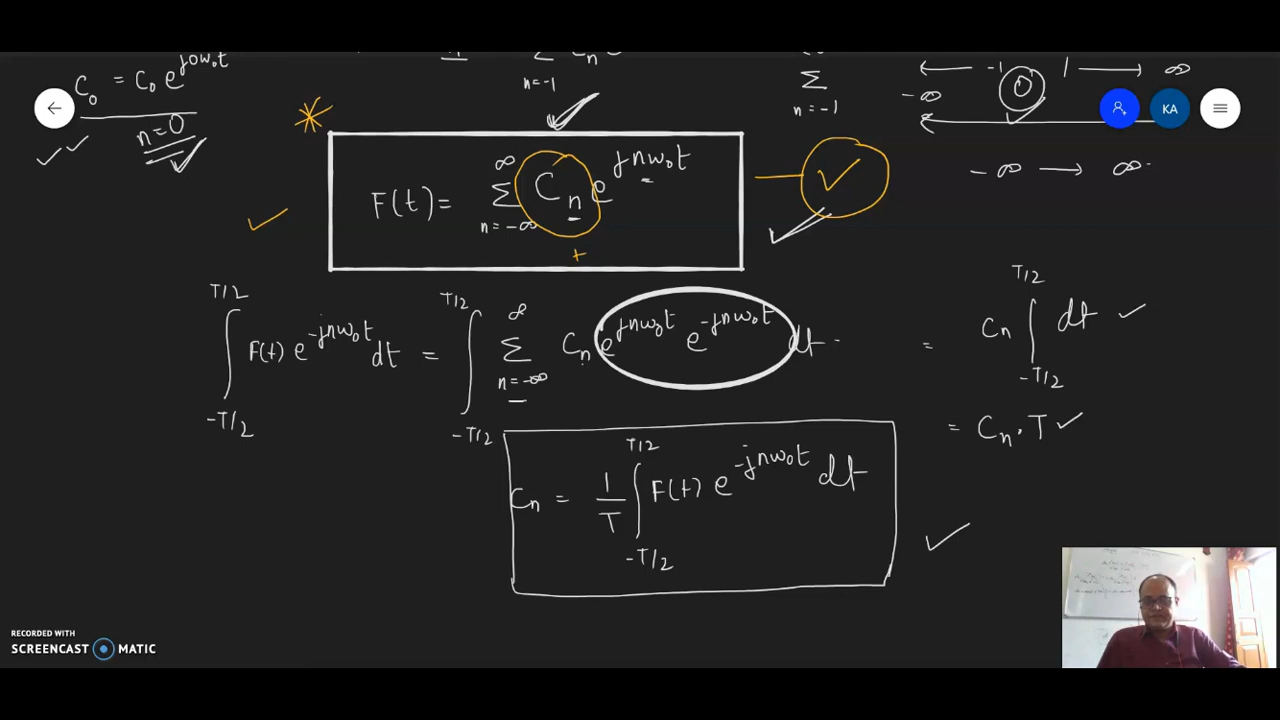 C₀ = C₀ e^{j0ω₀t}
n=0
n=-1
Cn
Σ
n=-1
-1 0 1 ∞
-∞
-∞ → ∞
KA
F(t) = Σ_{n=-∞}^{∞} Cn e^{jnω₀t}
∫_{-T/2}^{T/2} F(t) e^{-jnω₀t} dt = ∫_{-T/2}^{T/2} Σ_{n=-∞}^{∞} Cn e^{jnω₀t} e^{-jnω₀t} dt = Cn ∫_{-T/2}^{T/2} dt
= Cn . T
Cn = 1/T ∫_{-T/2}^{T/2} F(t) e^{-jnω₀t} dt
RECORDED WITH
SCREENCAST MATIC